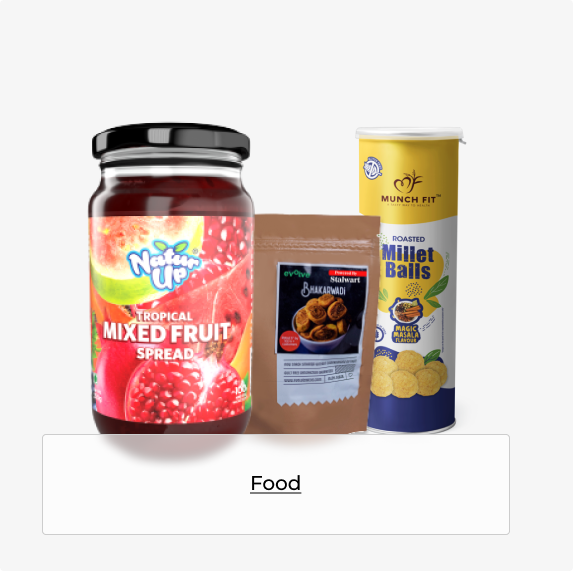 Natur
Up
®
TROPICAL
MIXED FRUIT
SPREAD
evolve
Powered By
Stalwart
BHAKARWADI
MUNCH FIT™
ROASTED
Millet
Balls
MAGIC
MASALA
FLAVOUR
Food